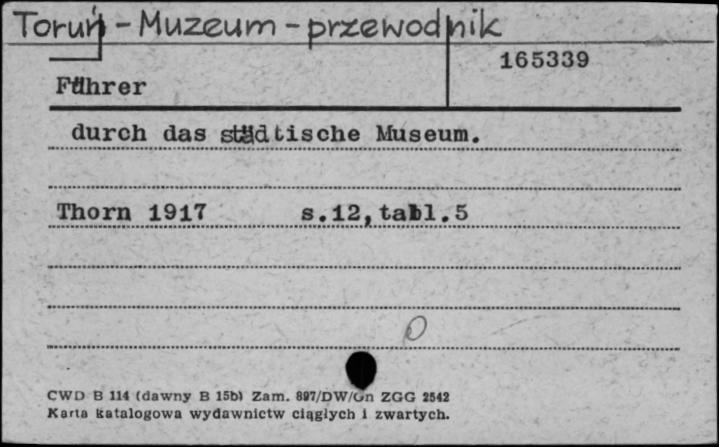 Toruń - Muzeum - przewodnik
165339
Führer
durch das städtische Museum.
Thorn 1917 s.12, tabl.5
O
CWD B 114 (dawny B 15b) Zam. 897/DW/Gn ZGG 2542
Karta katalogowa wydawnictw ciągłych i zwartych.